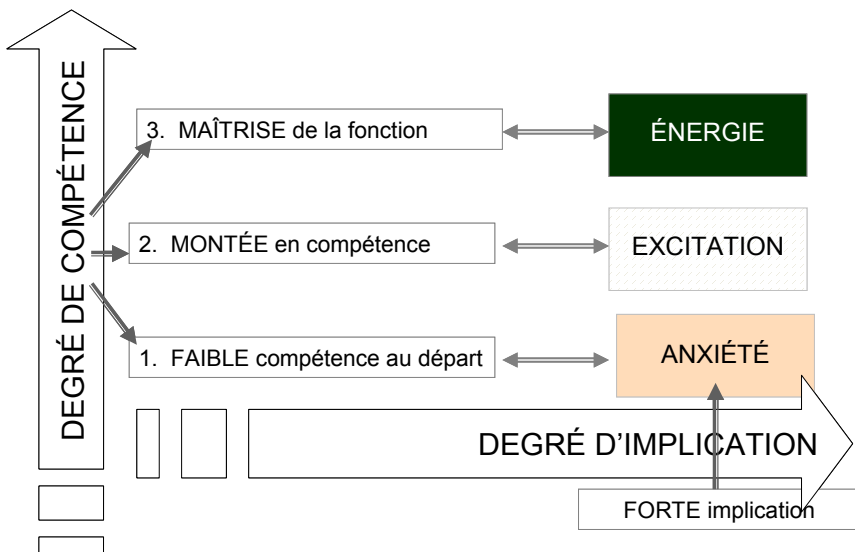 DEGRÉ DE COMPÉTENCE
3. MAÎTRISE de la fonction
ÉNERGIE
2. MONTÉE en compétence
EXCITATION
1. FAIBLE compétence au départ
ANXIÉTÉ
DEGRÉ D’IMPLICATION
FORTE implication